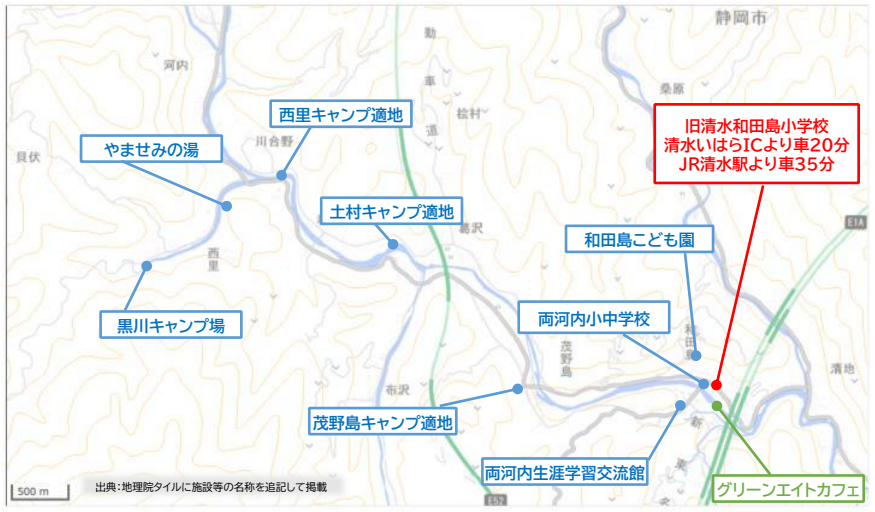 静岡市
動
車
道
河内
桑原
西里キャンプ適地
桧村
旧清水和田島小学校
清水いはらICより車20分
JR清水駅より車35分
川合野
やませみの湯
貝伏
土村キャンプ適地
葛沢
和田島こども園
E1A
西
里
黒川キャンプ場
両河内小中学校
和
田
島
茂
野
島
清地
布沢
茂野島キャンプ適地
新
東
名
両河内生涯学習交流館
グリーンエイトカフェ
500 m
出典:地理院タイルに施設等の名称を追記して掲載
E52